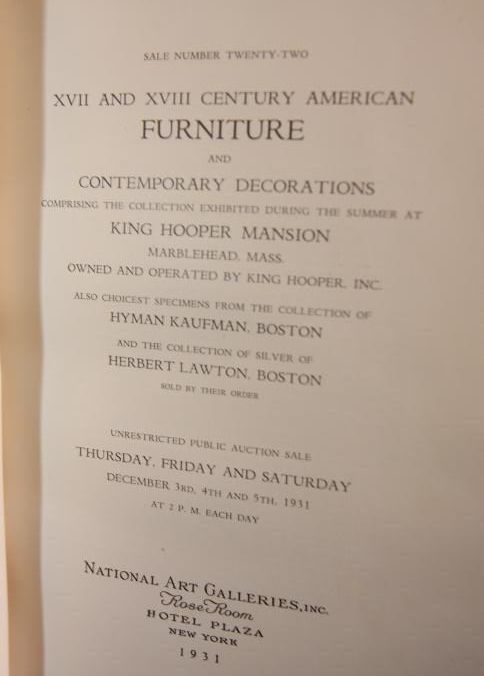 SALE NUMBER TWENTY-TWO
XVII AND XVIII CENTURY AMERICAN
FURNITURE
AND
CONTEMPORARY DECORATIONS
COMPRISING THE COLLECTION EXHIBITED DURING THE SUMMER AT
KING HOOPER MANSION
MARBLEHEAD, MASS.
OWNED AND OPERATED BY KING HOOPER, INC.
ALSO CHOICEST SPECIMENS FROM THE COLLECTION OF
HYMAN KAUFMAN, BOSTON
AND THE COLLECTION OF SILVER OF
HERBERT LAWTON, BOSTON
SOLD BY THEIR ORDER
UNRESTRICTED PUBLIC AUCTION SALE
THURSDAY, FRIDAY AND SATURDAY
DECEMBER 3RD, 4TH AND 5TH, 1931
AT 2 P. M. EACH DAY
NATIONAL ART GALLERIES, INC.
Rose Room
HOTEL PLAZA
NEW YORK
1931